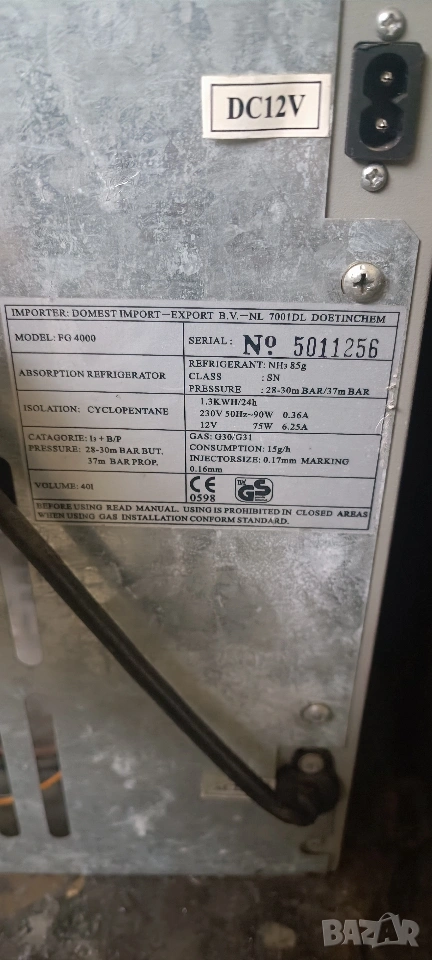 DC12V
IMPORTER: DOMEST IMPORT-EXPORT B.V.-NL 7001DL DOETINCHEM
MODEL: FG 4000
SERIAL: Nº 5011256
ABSORPTION REFRIGERATOR
REFRIGERANT: NH3 85g
CLASS : SN
PRESSURE : 28-30m BAR/37m BAR
ISOLATION: CYCLOPENTANE
1.3KWH/24h
230V 50Hz~90W 0.36A
12V 75W 6.25A
CATAGORIE: I3 + B/P
PRESSURE: 28-30m BAR BUT.
37m BAR PROP.
GAS: G30/G31
CONSUMPTION: 15g/h
INJECTORSIZE: 0.17mm MARKING
0.16mm
VOLUME: 40l
CE
0598
GS
BEFORE USING READ MANUAL. USING IS PROHIBITED IN CLOSED AREAS
WHEN USING GAS INSTALLATION CONFORM STANDARD.
BAZAR